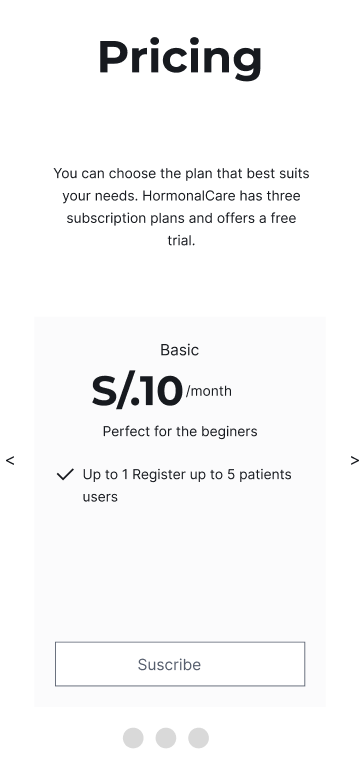 Pricing
You can choose the plan that best suits
your needs. HormonalCare has three
subscription plans and offers a free
trial.
Basic
S/.10/month
Perfect for the beginers
<
>
Up to 1 Register up to 5 patients
users
Suscribe